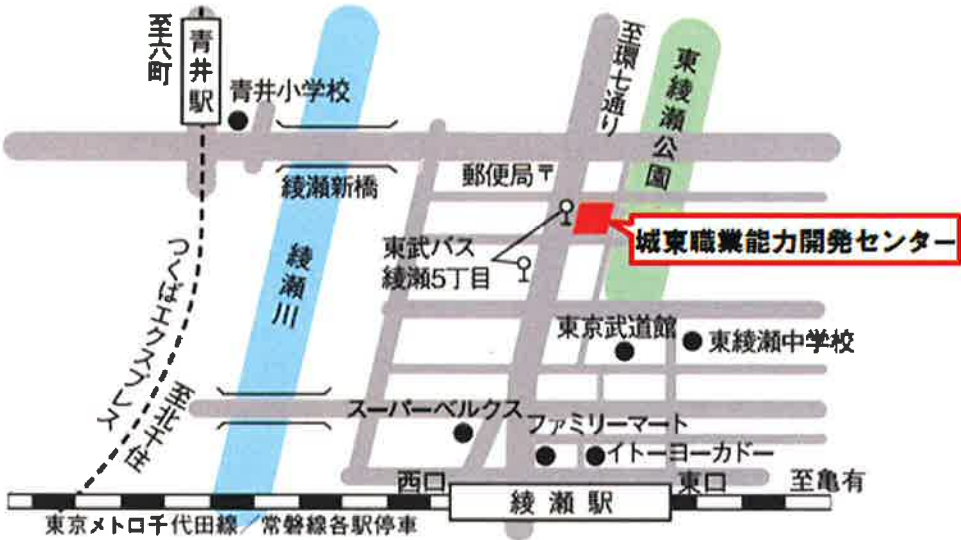 至六町
青井駅
青井小学校
至環七通り
東綾瀬公園
綾瀬新橋
郵便局〒
城東職業能力開発センター
東武バス
綾瀬5丁目
綾瀬川
つくばエクスプレス
至北千住
東京武道館
東綾瀬中学校
スーパーベルクス
ファミリーマート
イトーヨーカドー
西口
綾瀬駅
東口
至亀有
東京メトロ千代田線/常磐線各駅停車